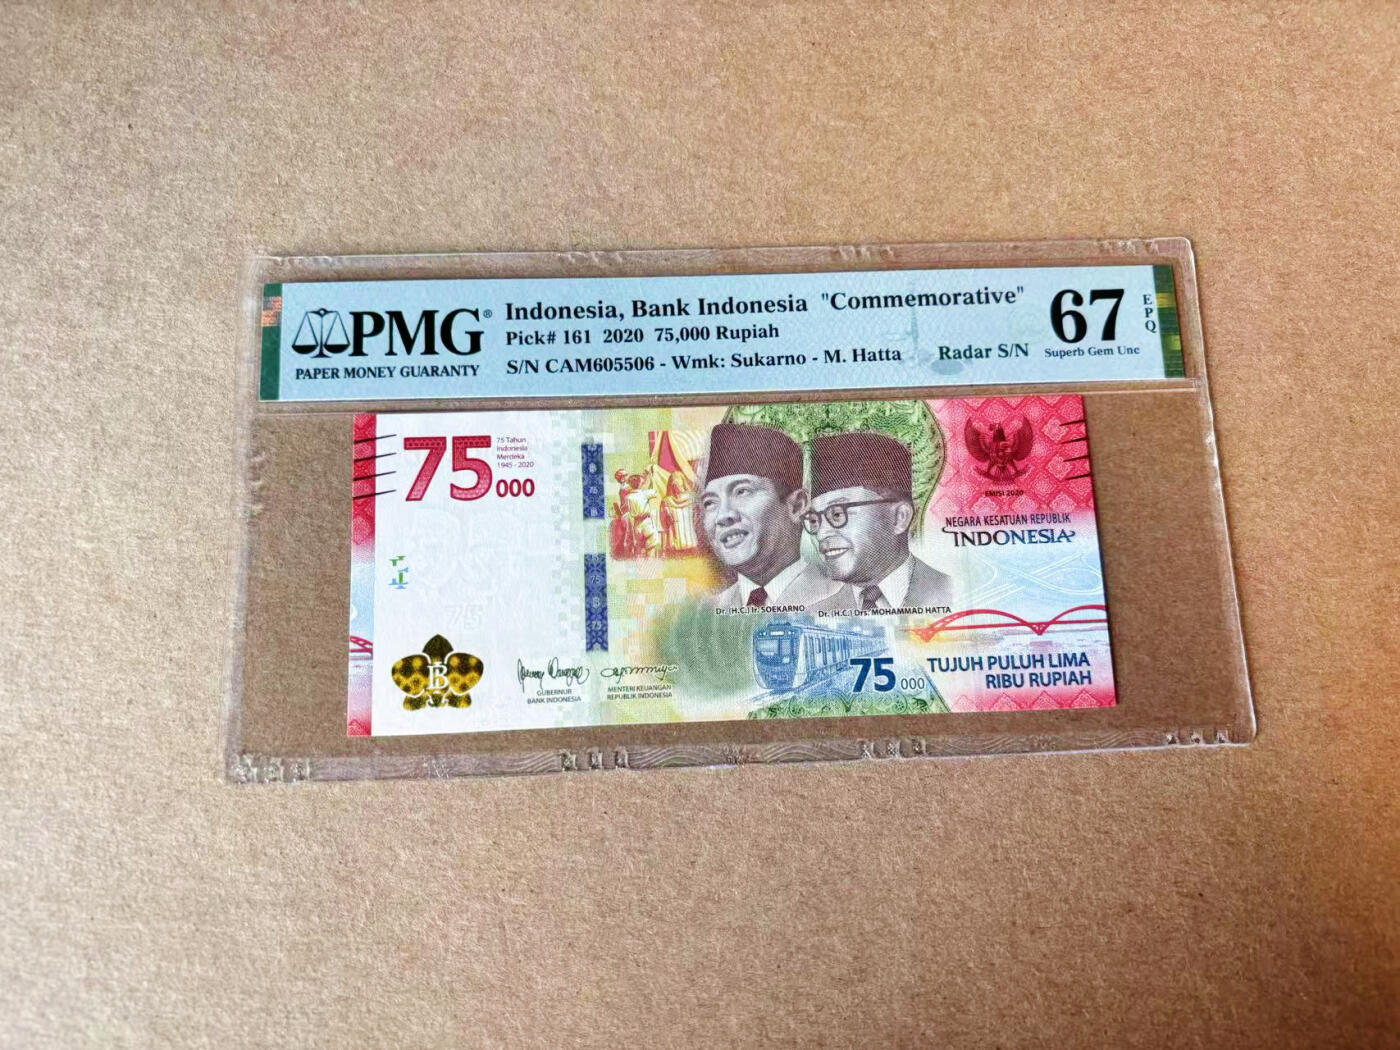 PMG®
PAPER MONEY GUARANTY
Indonesia, Bank Indonesia "Commemorative"
Pick# 161 2020 75,000 Rupiah
S/N CAM605506 - Wmk: Sukarno - M. Hatta
Radar S/N
67
EPQ
Superb Gem Unc
75000
75 Tahun
Indonesia
Merdeka
1945 - 2020
EMISI 2020
NEGARA KESATUAN REPUBLIK
INDONESIA
Dr. (H.C.) Ir. SOEKARNO
Dr. (H.C.) Drs. MOHAMMAD HATTA
B
GUBERNUR
BANK INDONESIA
MENTERI KEUANGAN
REPUBLIK INDONESIA
75000
TUJUH PULUH LIMA
RIBU RUPIAH